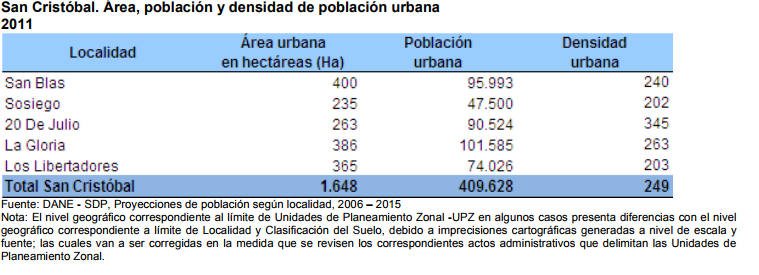 San Cristóbal. Área, población y densidad de población urbana
2011
Localidad Área urbana en hectáreas (Ha) Población urbana Densidad urbana
San Blas 400 95.993 240
Sosiego 235 47.500 202
20 De Julio 263 90.524 345
La Gloria 386 101.585 263
Los Libertadores 365 74.026 203
Total San Cristóbal 1.648 409.628 249
Fuente: DANE - SDP, Proyecciones de población según localidad, 2006 – 2015
Nota: El nivel geográfico correspondiente al límite de Unidades de Planeamiento Zonal -UPZ en algunos casos presenta diferencias con el nivel
geográfico correspondiente a límite de Localidad y Clasificación del Suelo, debido a imprecisiones cartográficas generadas a nivel de escala y
fuente; las cuales van a ser corregidas en la medida que se revisen los correspondientes actos administrativos que delimitan las Unidades de
Planeamiento Zonal.